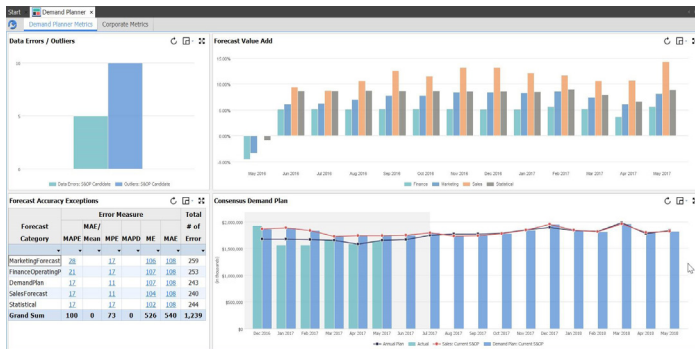 Start
Demand Planner ×
Demand Planner Metrics
Corporate Metrics
Data Errors / Outliers
10
5
0
Data Errors: S&OP Candidate
Outliers: S&OP Candidate
Forecast Value Add
15.00%
10.00%
5.00%
0.00%
-5.00%
May 2016 Jun 2016 Jul 2016 Aug 2016 Sep 2016 Oct 2016 Nov 2016 Dec 2016 Jan 2017 Feb 2017 Mar 2017 Apr 2017 May 2017
Finance Marketing Sales Statistical
Forecast Accuracy Exceptions
Error Measure Total
Forecast MAE/ # of
Category MAPE Mean MPE MAPD ME MAE Error
MarketingForecast 28 17 106 108 259
FinanceOperatingP 21 17 107 108 253
DemandPlan 17 11 107 108 243
SalesForecast 17 11 104 108 240
Statistical 17 17 102 108 244
Grand Sum 100 0 73 0 526 540 1,239
Consensus Demand Plan
(in thousands)
$2,000,000
$1,500,000
$1,000,000
$500,000
$0
Dec 2016 Jan 2017 Feb 2017 Mar 2017 Apr 2017 May 2017 Jun 2017 Jul 2017 Aug 2017 Sep 2017 Oct 2017 Nov 2017 Dec 2017 Jan 2018 Feb 2018 Mar 2018 Apr 2018 May 2018
Annual Plan Actual Sales: Current S&OP Demand Plan: Current S&OP